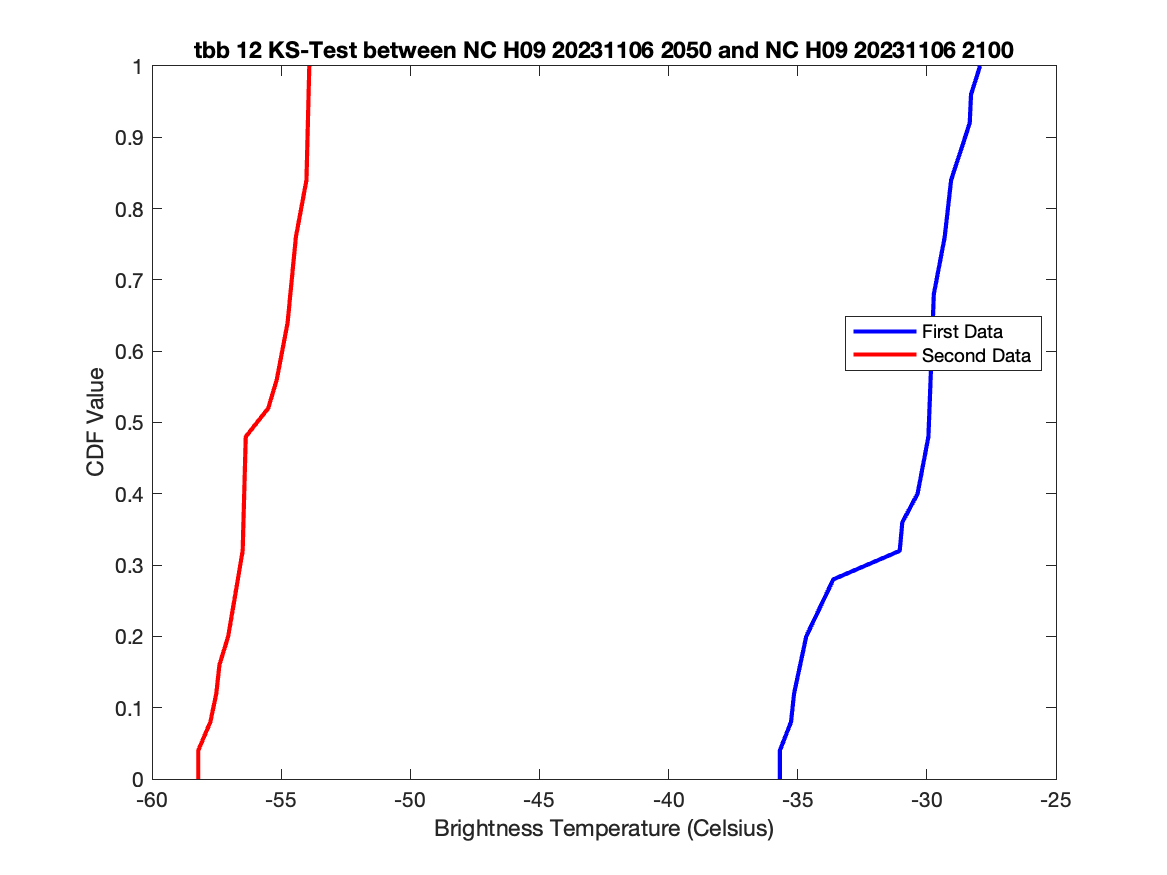 tbb 12 KS-Test between NC H09 20231106 2050 and NC H09 20231106 2100
1
0.9
0.8
0.7
0.6
0.5
0.4
0.3
0.2
0.1
0
CDF Value
First Data
Second Data
-60 -55 -50 -45 -40 -35 -30 -25
Brightness Temperature (Celsius)